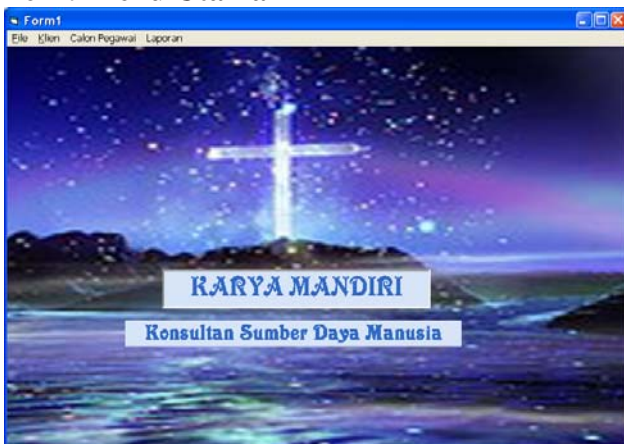 Form1
File Klien Calon Pegawai Laporan
KARYA MANDIRI
Konsultan Sumber Daya Manusia